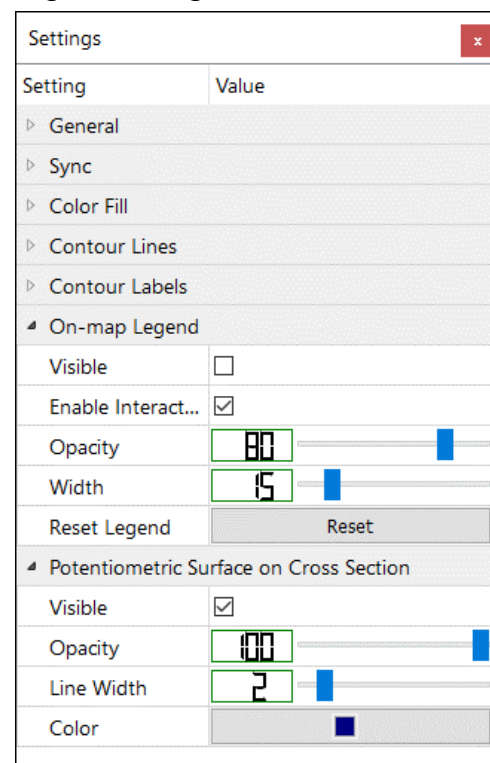 Settings x
Setting Value
General
Sync
Color Fill
Contour Lines
Contour Labels
On-map Legend
Visible
Enable Interact...
Opacity 80
Width 15
Reset Legend Reset
Potentiometric Surface on Cross Section
Visible
Opacity 100
Line Width 2
Color